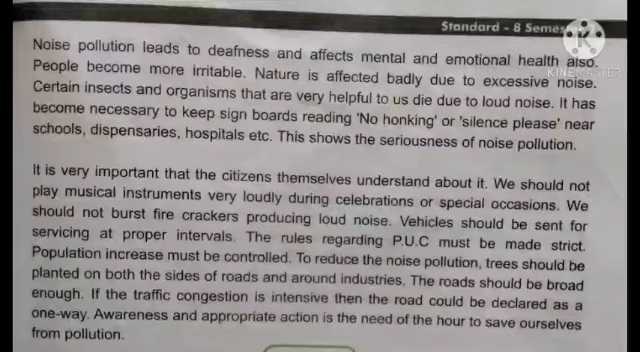 Standard - 8 Semes
KINEMASTER
Noise pollution leads to deafness and affects mental and emotional health also.
People become more irritable. Nature is affected badly due to excessive noise.
Certain insects and organisms that are very helpful to us die due to loud noise. It has
become necessary to keep sign boards reading 'No honking' or 'silence please' near
schools, dispensaries, hospitals etc. This shows the seriousness of noise pollution.
It is very important that the citizens themselves understand about it. We should not
play musical instruments very loudly during celebrations or special occasions. We
should not burst fire crackers producing loud noise. Vehicles should be sent for
servicing at proper intervals. The rules regarding P.U.C must be made strict.
Population increase must be controlled. To reduce the noise pollution, trees should be
planted on both the sides of roads and around industries. The roads should be broad
enough. If the traffic congestion is intensive then the road could be declared as a
one-way. Awareness and appropriate action is the need of the hour to save ourselves
from pollution.